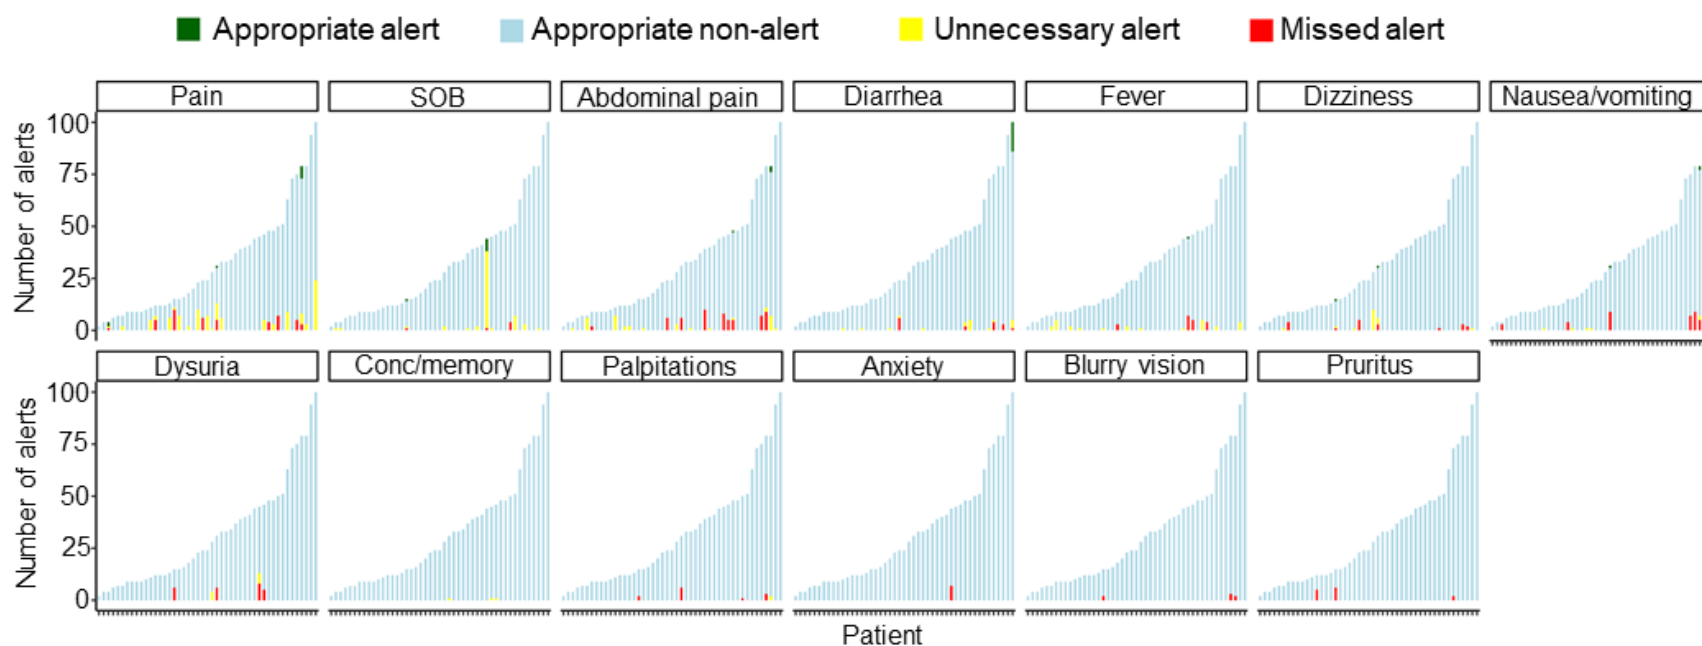 Appropriate alert Appropriate non-alert Unnecessary alert Missed alert
Pain SOB Abdominal pain Diarrhea Fever Dizziness Nausea/vomiting
Number of alerts
100
75
50
25
0
Dysuria Conc/memory Palpitations Anxiety Blurry vision Pruritus
Number of alerts
100
75
50
25
0
Patient